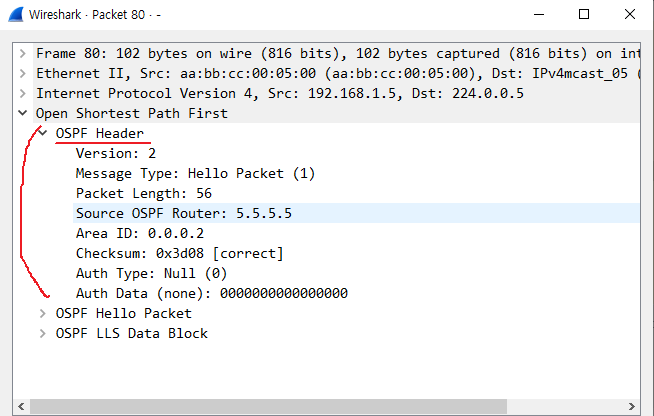 Wireshark · Packet 80 · -
Frame 80: 102 bytes on wire (816 bits), 102 bytes captured (816 bits) on int
Ethernet II, Src: aa:bb:cc:00:05:00 (aa:bb:cc:00:05:00), Dst: IPv4mcast_05 (
Internet Protocol Version 4, Src: 192.168.1.5, Dst: 224.0.0.5
Open Shortest Path First
OSPF Header
Version: 2
Message Type: Hello Packet (1)
Packet Length: 56
Source OSPF Router: 5.5.5.5
Area ID: 0.0.0.2
Checksum: 0x3d08 [correct]
Auth Type: Null (0)
Auth Data (none): 0000000000000000
OSPF Hello Packet
OSPF LLS Data Block